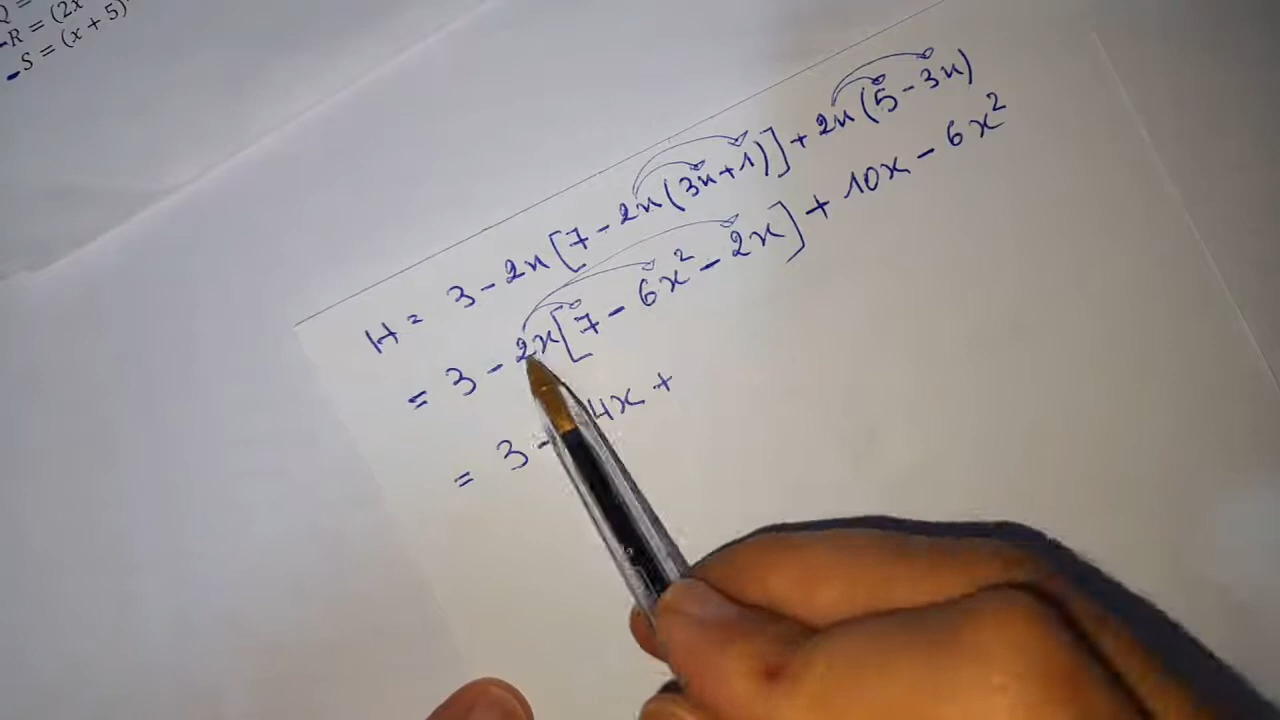 Q =
R = (2x
S = (x + 5)
H = 3 - 2x[7 - 2x(3x+1)] + 2x(5 - 3x)
= 3 - 2x[7 - 6x² - 2x] + 10x - 6x²
= 3 - 4x +